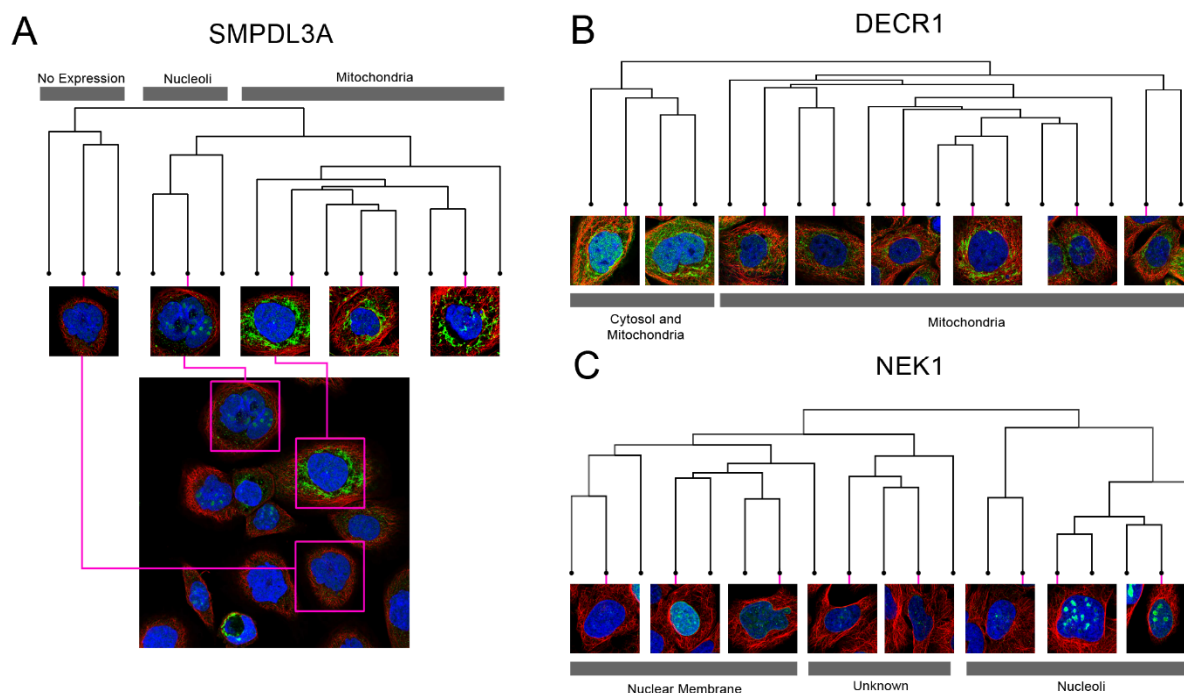 A
SMPDL3A
No Expression
Nucleoli
Mitochondria
B
DECR1
Cytosol and
Mitochondria
Mitochondria
C
NEK1
Nuclear Membrane
Unknown
Nucleoli